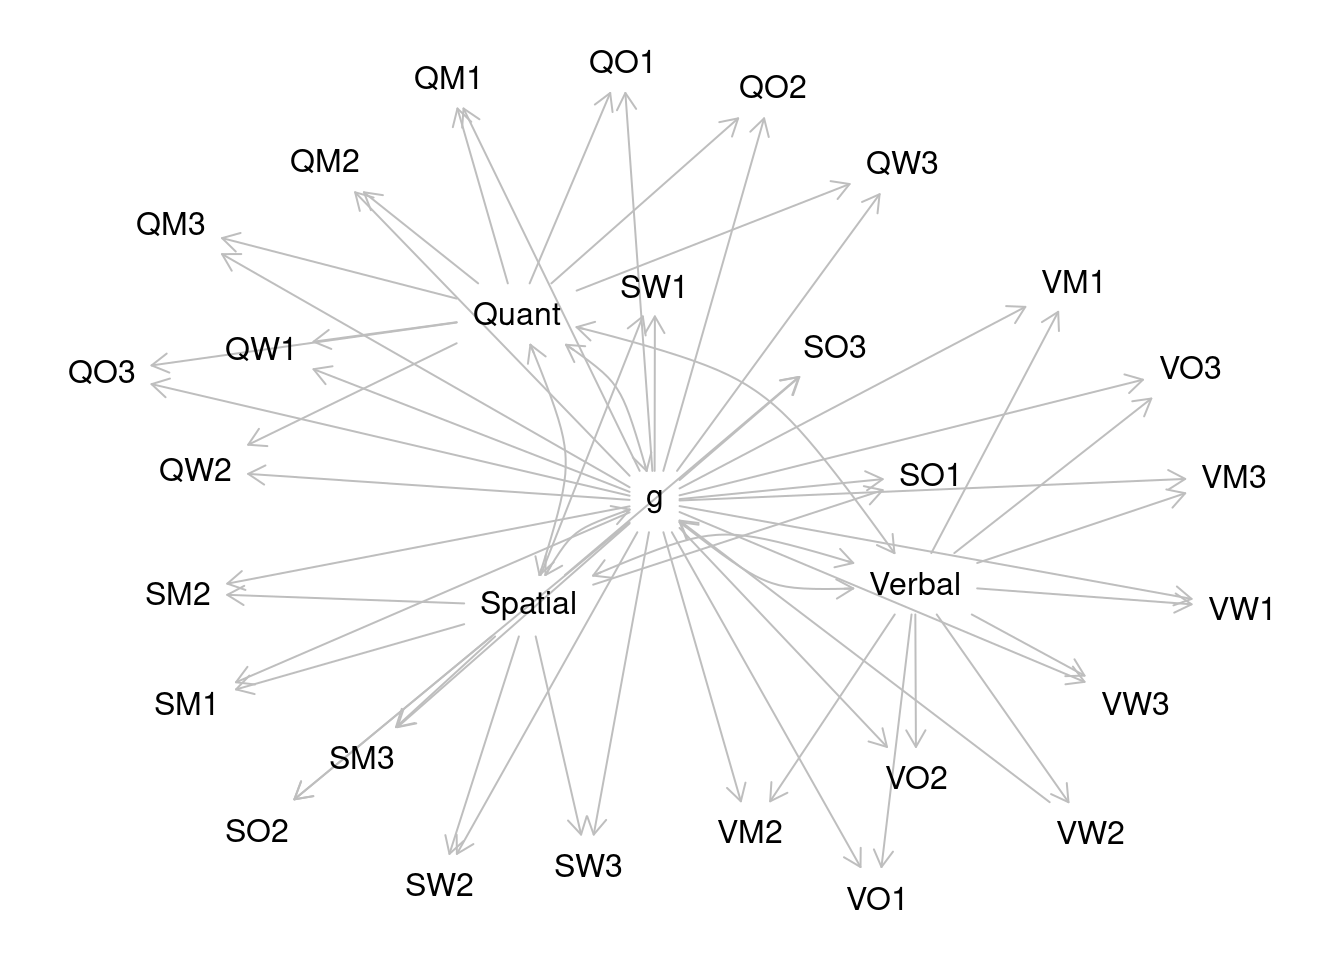 QO1
QM1
QO2
QM2
QW3
QM3
SW1
VM1
Quant
QW1
SO3
VO3
QO3
QW2
SO1
VM3
g
Verbal
SM2
Spatial
VW1
SM1
VW3
SM3
VO2
SO2
VM2
VW2
SW3
SW2
VO1